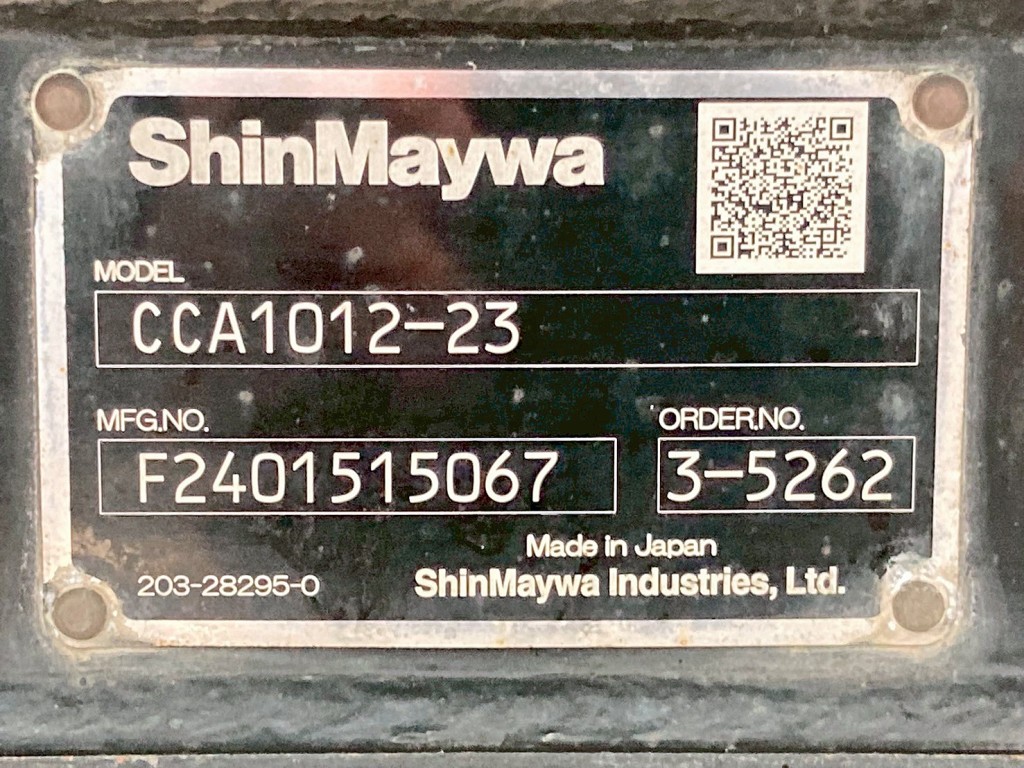 ShinMaywa
MODEL
CCA1012-23
MFG.NO. ORDER.NO.
F2401515067 3-5262
Made in Japan
203-28295-0 ShinMaywa Industries, Ltd.